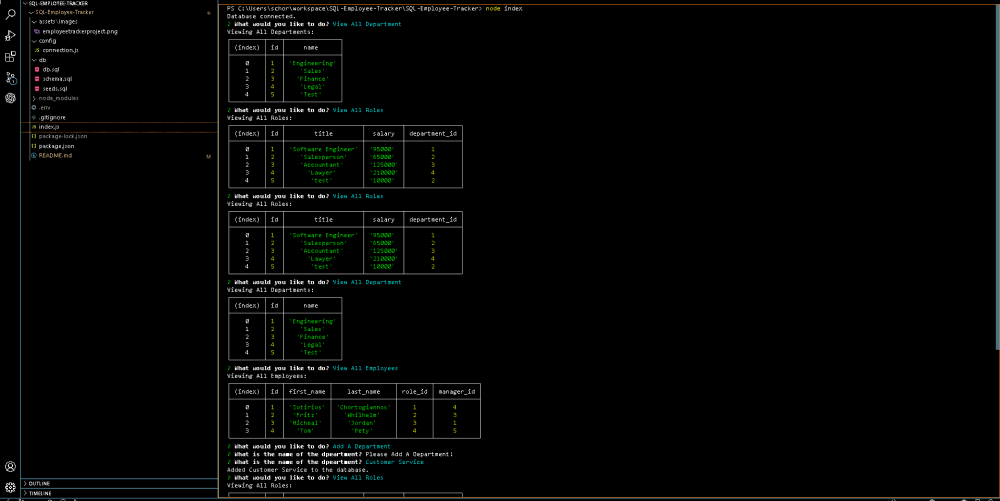 SQL-EMPLOYEE-TRACKER
SQL-Employee-Tracker
assets\images
employeetrackerproject.png
config
connection.js
db
db.sql
schema.sql
seeds.sql
node_modules
.env
.gitignore
index.js
package-lock.json
package.json
README.md
M
OUTLINE
TIMELINE
PS C:\Users\schor\workspace\SQL-Employee-Tracker\SQL-Employee-Tracker> node index
Database connected.
? What would you like to do? View All Department
Viewing All Departments:
(index) id name
0 1 'Engineering'
1 2 'Sales'
2 3 'Finance'
3 4 'Legal'
4 5 'Test'
? What would you like to do? View All Roles
Viewing All Roles:
(index) id title salary department_id
0 1 'Software Engineer' '95000' 1
1 2 'Salesperson' '65000' 2
2 3 'Accountant' '125000' 3
3 4 'Lawyer' '210000' 4
4 5 'test' '10000' 2
? What would you like to do? View All Roles
Viewing All Roles:
(index) id title salary department_id
0 1 'Software Engineer' '95000' 1
1 2 'Salesperson' '65000' 2
2 3 'Accountant' '125000' 3
3 4 'Lawyer' '210000' 4
4 5 'test' '10000' 2
? What would you like to do? View All Department
Viewing All Departments:
(index) id name
0 1 'Engineering'
1 2 'Sales'
2 3 'Finance'
3 4 'Legal'
4 5 'Test'
? What would you like to do? View All Employees
Viewing All Employees:
(index) id first_name last_name role_id manager_id
0 1 'Sotirios' 'Chortogiannos' 1 4
1 2 'Fritz' 'Whilhelm' 2 3
2 3 'Micheal' 'Jordan' 3 1
3 4 'Tom' 'Pety' 4 5
? What would you like to do? Add A Department
? What is the name of the dpeartment? Please Add A Department!
? What is the name of the dpeartment? Customer Service
Added Customer Service to the database.
? What would you like to do? View All Roles
Viewing All Roles: